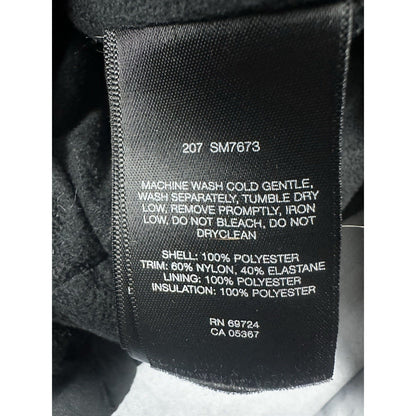 207 SM7673
MACHINE WASH COLD GENTLE,
WASH SEPARATELY, TUMBLE DRY
LOW, REMOVE PROMPTLY, IRON
LOW, DO NOT BLEACH, DO NOT
DRYCLEAN
SHELL: 100% POLYESTER
TRIM: 60% NYLON, 40% ELASTANE
LINING: 100% POLYESTER
INSULATION: 100% POLYESTER
RN 69724
CA 05367